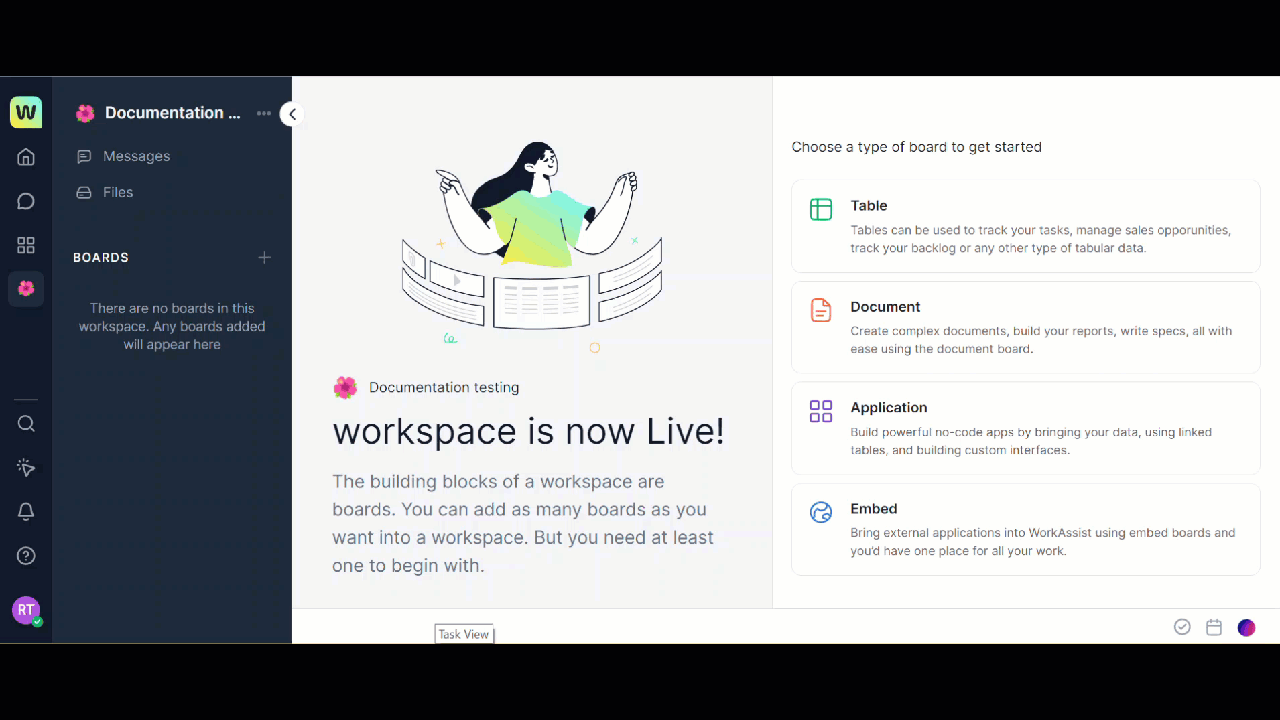 W
Documentation ...
Messages
Files
BOARDS
There are no boards in this
workspace. Any boards added
will appear here
RT
Documentation testing
workspace is now Live!
The building blocks of a workspace are
boards. You can add as many boards as you
want into a workspace. But you need at least
one to begin with.
Choose a type of board to get started
Table
Tables can be used to track your tasks, manage sales opporunities,
track your backlog or any other type of tabular data.
Document
Create complex documents, build your reports, write specs, all with
ease using the document board.
Application
Build powerful no-code apps by bringing your data, using linked
tables, and building custom interfaces.
Embed
Bring external applications into WorkAssist using embed boards and
you'd have one place for all your work.
Task View